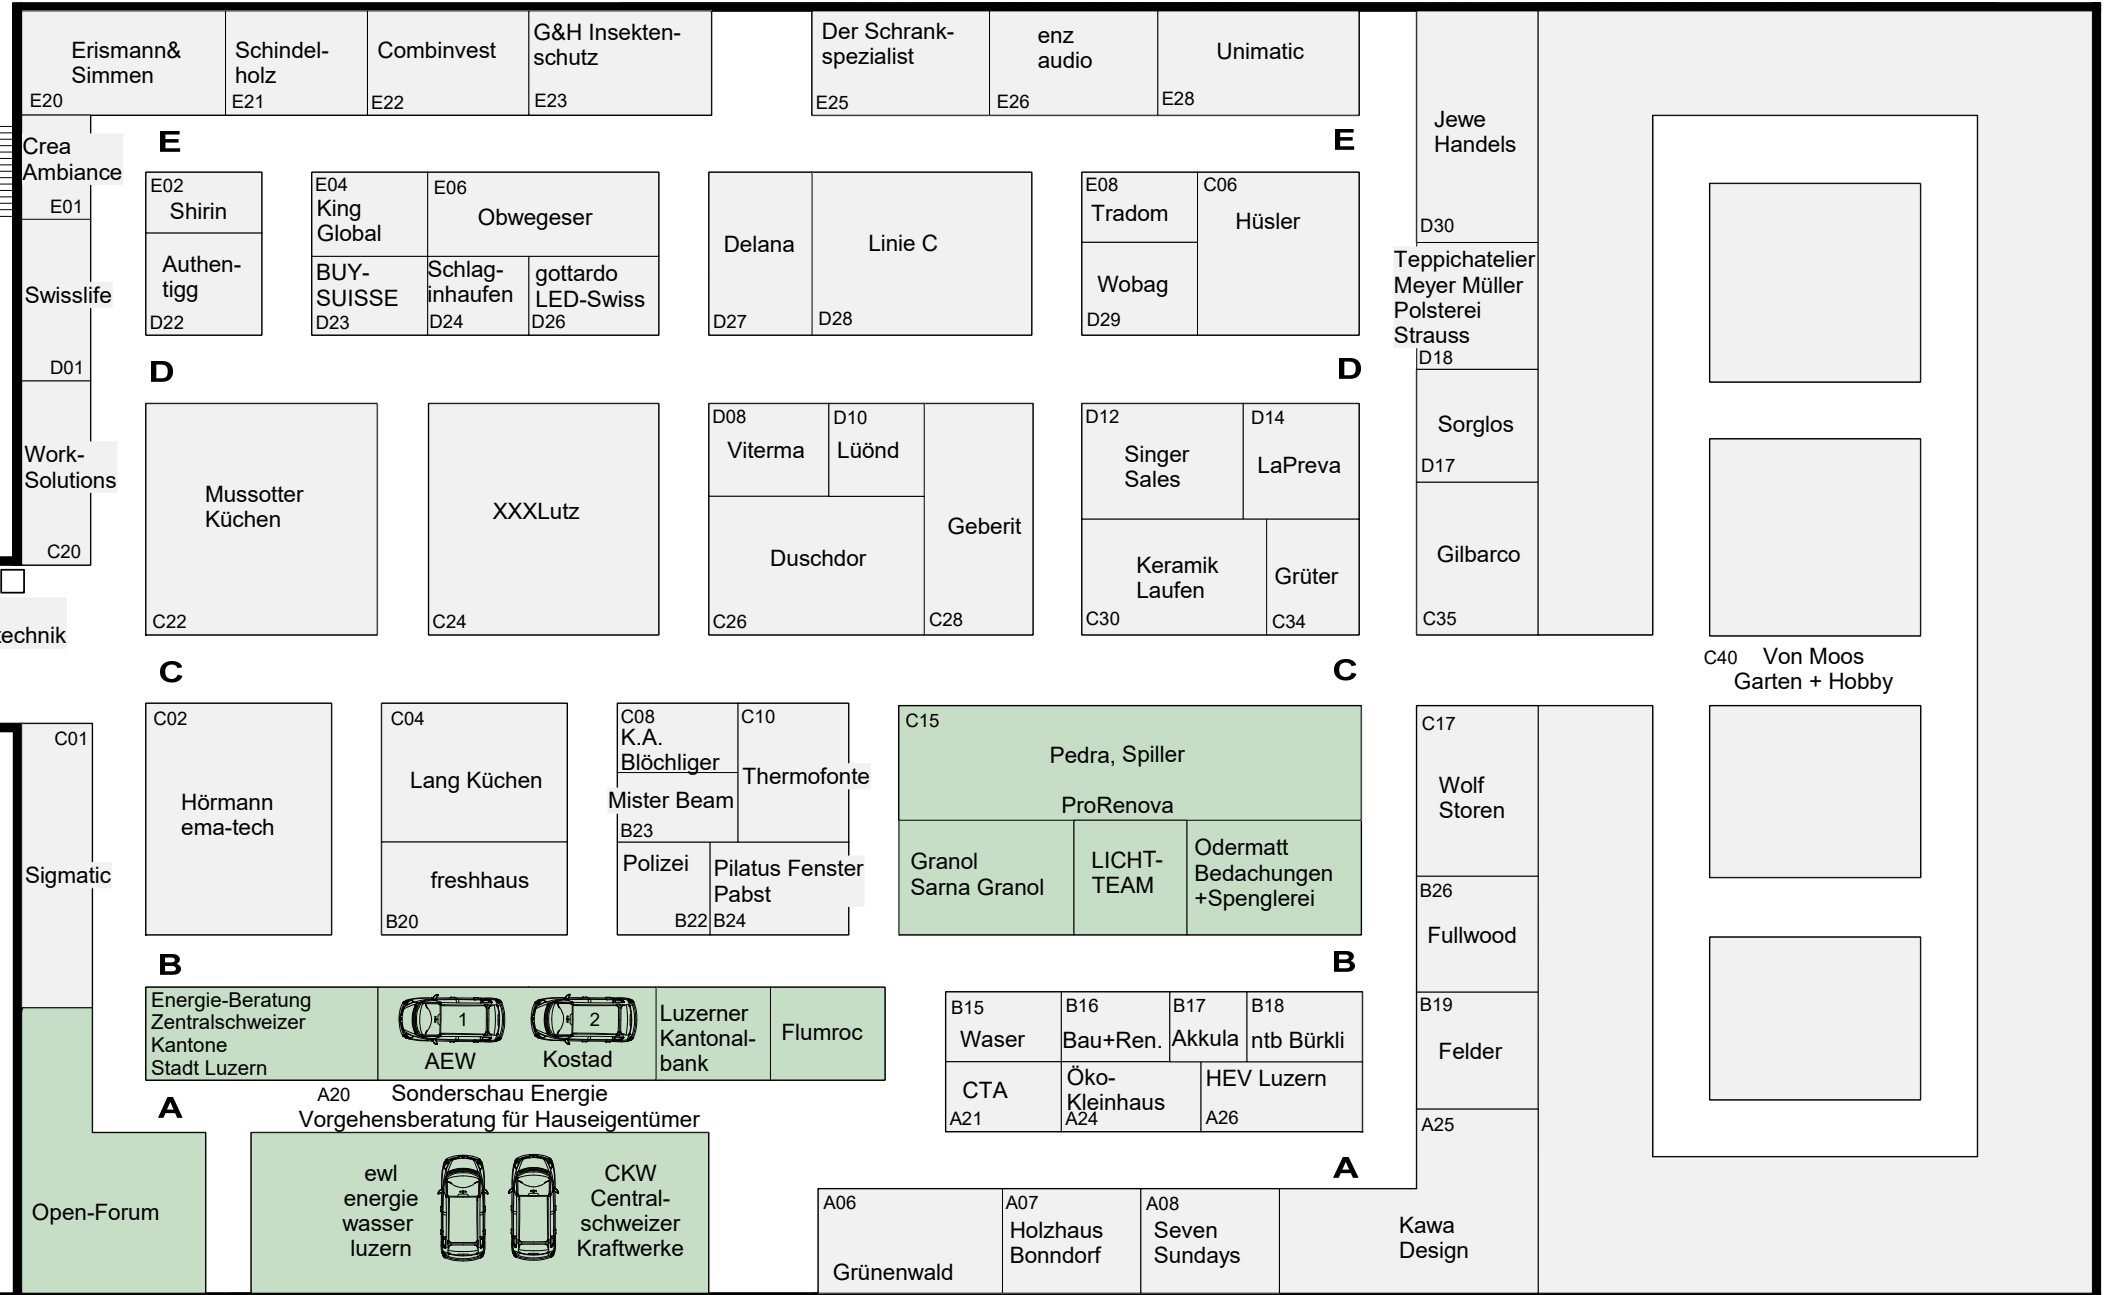 Erismann&
Simmen
E20
Schindel-
holz
E21
Combinvest
E22
G&H Insekten-
schutz
E23
Der Schrank-
spezialist
E25
enz
audio
E26
Unimatic
E28
Crea
Ambiance
E01
E
E
Jewe
Handels
D30
E02
Shirin
Authen-
tigg
D22
E04
King
Global
E06
Obwegeser
BUY-
SUISSE
D23
Schlag-
inhaufen
D24
gottardo
LED-Swiss
D26
Delana
D27
Linie C
D28
E08
Tradom
Wobag
D29
C06
Hüsler
Swisslife
D01
Teppichatelier
Meyer Müller
Polsterei
Strauss
D18
D
D
Work-
Solutions
C20
Mussotter
Küchen
C22
XXXLutz
C24
D08
Viterma
D10
Lüönd
Duschdor
C26
Geberit
C28
D12
Singer
Sales
D14
LaPreva
Keramik
Laufen
C30
Grüter
C34
Sorglos
D17
Gilbarco
C35
technik
C
C
C40 Von Moos
Garten + Hobby
C01
Sigmatic
C02
Hörmann
ema-tech
C04
Lang Küchen
freshhaus
B20
C08
K.A.
Blöchliger
C10
Thermofonte
Mister Beam
B23
Polizei
B22
Pilatus Fenster
Pabst
B24
C15
Pedra, Spiller
ProRenova
Granol
Sarna Granol
LICHT-
TEAM
Odermatt
Bedachungen
+Spenglerei
C17
Wolf
Storen
B26
Fullwood
B
B
Energie-Beratung
Zentralschweizer
Kantone
Stadt Luzern
1
AEW
2
Kostad
Luzerner
Kantonal-
bank
Flumroc
B15
Waser
B16
Bau+Ren.
B17
Akkula
B18
ntb Bürkli
CTA
A21
Öko-
Kleinhaus
A24
HEV Luzern
A26
B19
Felder
A20 Sonderschau Energie
Vorgehensberatung für Hauseigentümer
A
A
Open-Forum
ewl
energie
wasser
luzern
CKW
Central-
schweizer
Kraftwerke
A06
Grünenwald
A07
Holzhaus
Bonndorf
A08
Seven
Sundays
A25
Kawa
Design